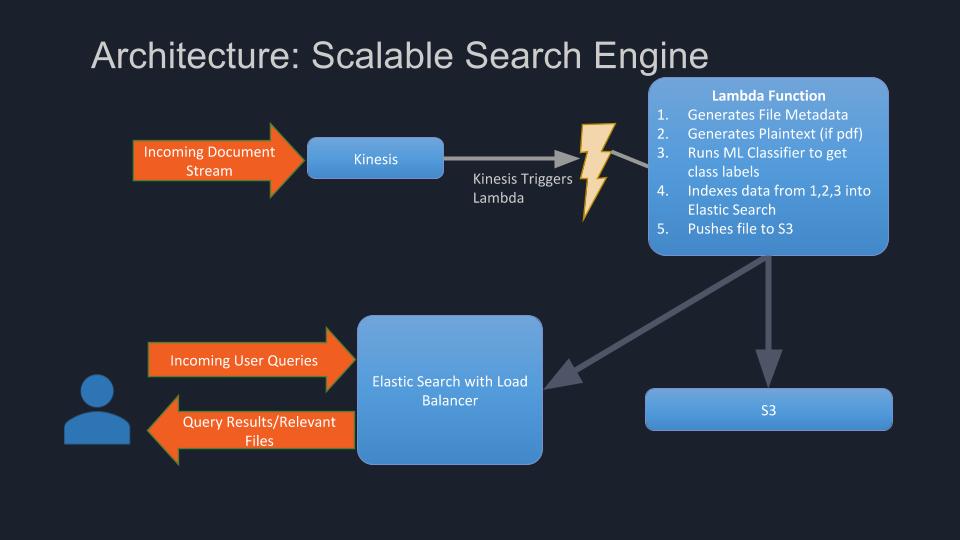 Architecture: Scalable Search Engine
Incoming Document
Stream
Kinesis
Kinesis Triggers
Lambda
Lambda Function
1. Generates File Metadata
2. Generates Plaintext (if pdf)
3. Runs ML Classifier to get
class labels
4. Indexes data from 1,2,3 into
Elastic Search
5. Pushes file to S3
Incoming User Queries
Query Results/Relevant
Files
Elastic Search with Load
Balancer
S3